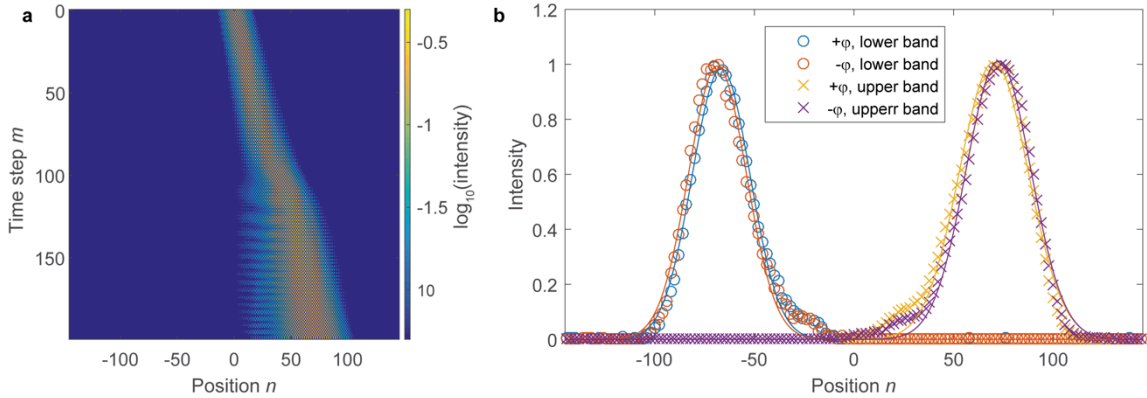 a
0
50
100
150
Time step m
-100
-50
0
50
100
Position n
-0.5
-1
-1.5
10
log10(intensity)
b
1.2
1
0.8
0.6
0.4
0.2
0
Intensity
+φ, lower band
-φ, lower band
+φ, upper band
-φ, upperr band
-100
-50
0
50
100
Position n